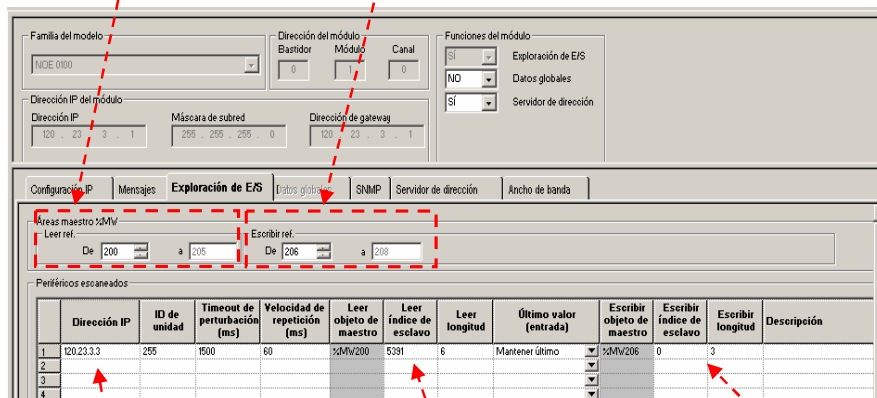 Familia del modelo
NOE 0100
Dirección del módulo
Bastidor Módulo Canal
0 1 0
Funciones del módulo
Sí Exploración de E/S
NO Datos globales
Sí Servidor de dirección
Dirección IP del módulo
Dirección IP Máscara de subred Dirección de gateway
120 . 23 . 3 . 1 255 . 255 . 255 . 0 120 . 23 . 3 . 1
Configuración IP Mensajes Exploración de E/S Datos globales SNMP Servidor de dirección Ancho de banda
Áreas maestro %MW
Leer ref. Escribir ref.
De 200 a 205 De 206 a 208
Periféricos escaneados
Dirección IP ID de unidad Timeout de perturbación (ms) Velocidad de repetición (ms) Leer objeto de maestro Leer índice de esclavo Leer longitud Último valor (entrada) Escribir objeto de maestro Escribir índice de esclavo Escribir longitud Descripción
1 120.23.3.3 255 1500 60 %MW200 5391 6 Mantener último %MW206 0 3
2
3
4